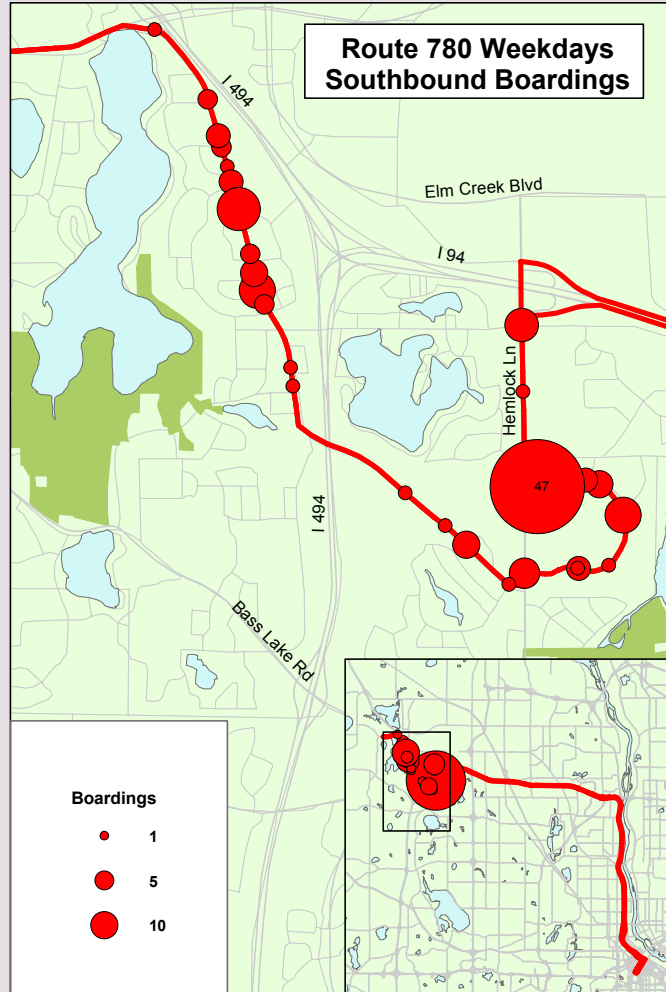 Route 780 Weekdays
Southbound Boardings
I 494
Elm Creek Blvd
I 94
Hemlock Ln
47
I 494
Bass Lake Rd
Boardings
1
5
10